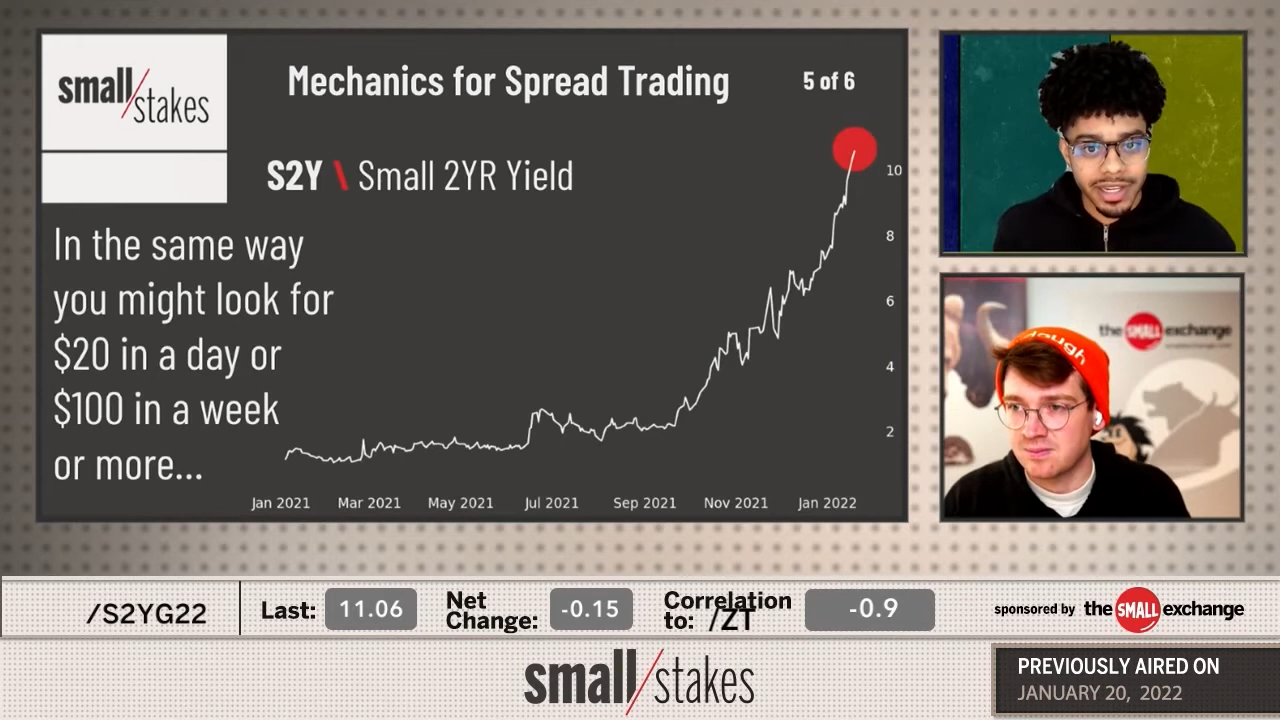 small/stakes
Mechanics for Spread Trading
5 of 6
S2Y \ Small 2YR Yield
In the same way
you might look for
$20 in a day or
$100 in a week
or more...
10
8
6
4
2
Jan 2021 Mar 2021 May 2021 Jul 2021 Sep 2021 Nov 2021 Jan 2022
dough
the SMALL exchange
/S2YG22
Last: 11.06
Net
Change: -0.15
Correlation
to: /ZT -0.9
sponsored by the SMALL exchange
small/stakes
PREVIOUSLY AIRED ON
JANUARY 20, 2022